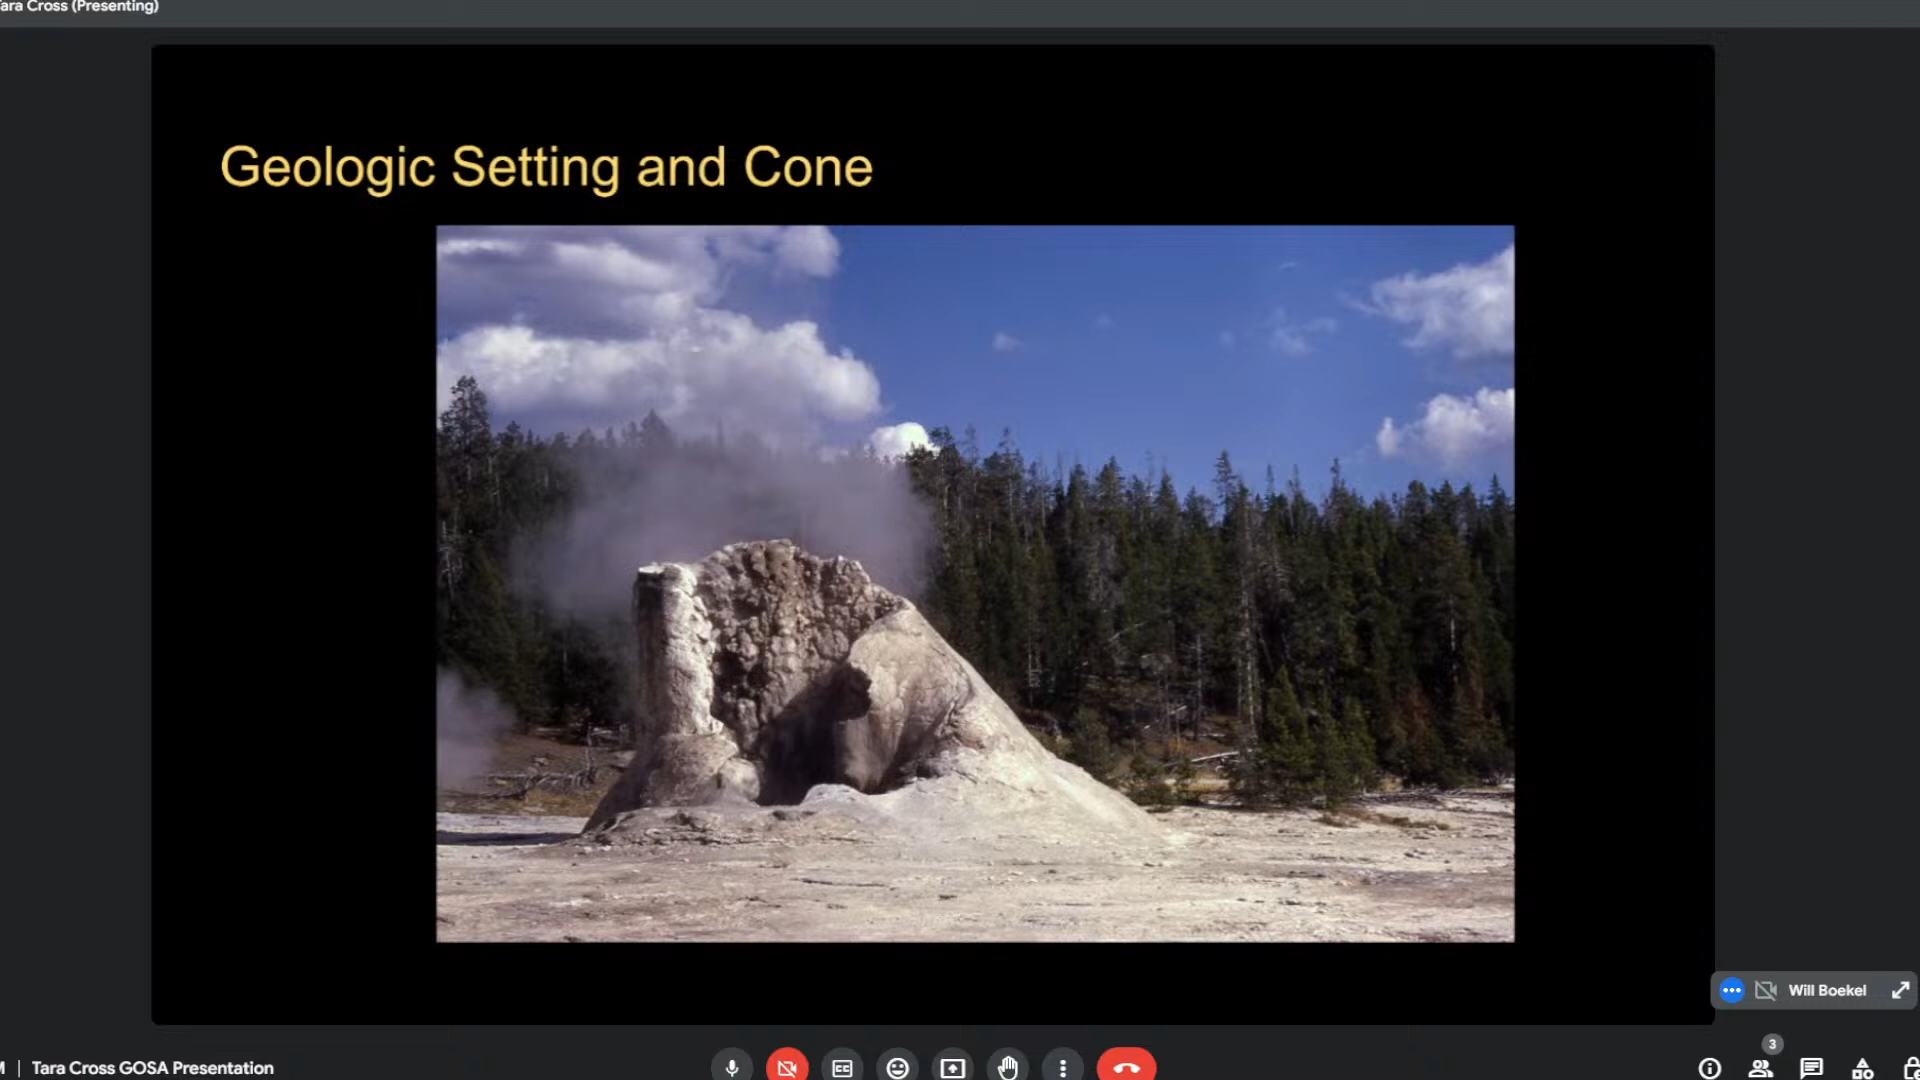 ara Cross (Presenting)
Geologic Setting and Cone
Will Boekel
3
M | Tara Cross GOSA Presentation